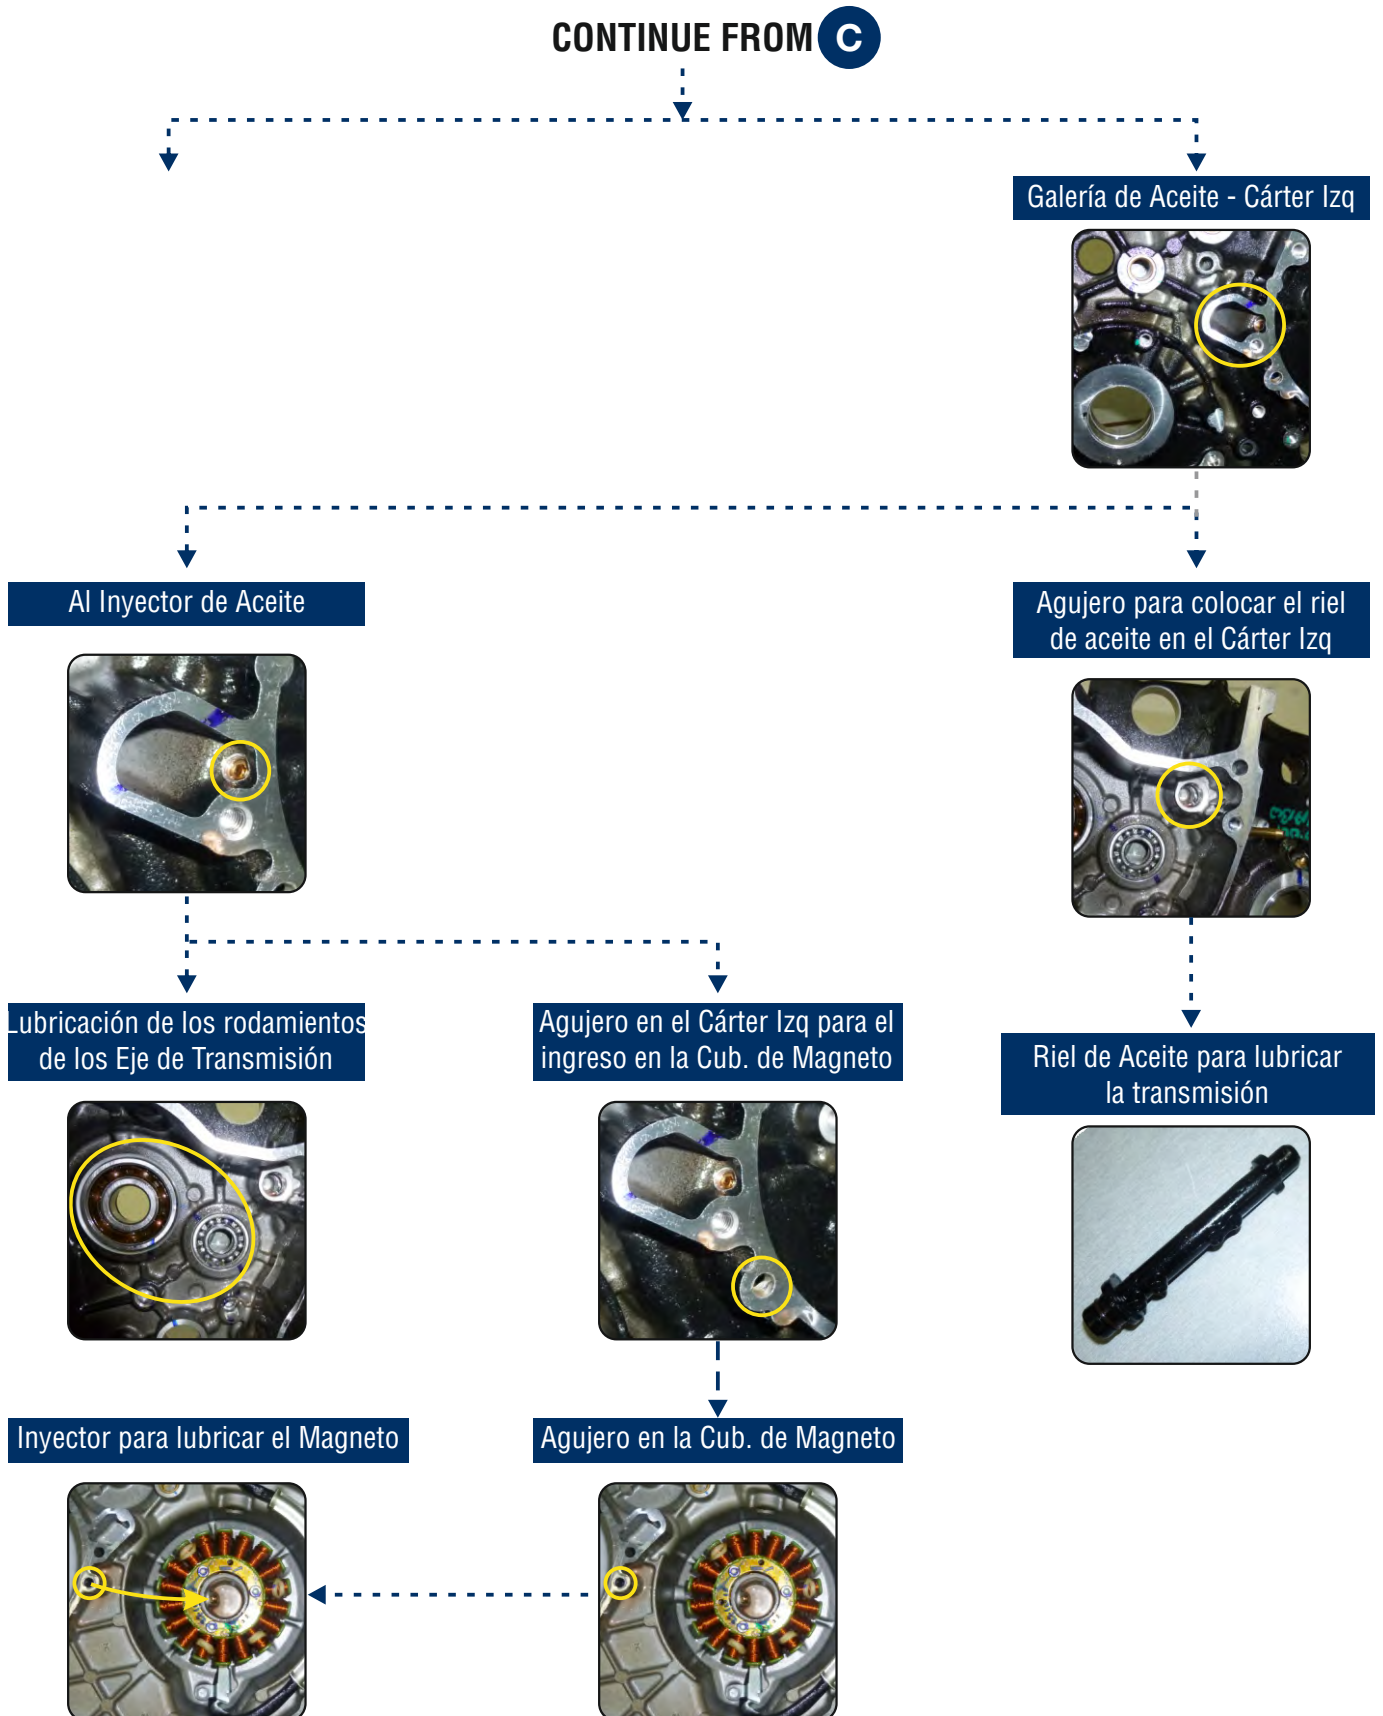 CONTINUE FROM C
Galería de Aceite - Cárter Izq
Al Inyector de Aceite
Agujero para colocar el riel
de aceite en el Cárter Izq
Lubricación de los rodamientos
de los Eje de Transmisión
Agujero en el Cárter Izq para el
ingreso en la Cub. de Magneto
Riel de Aceite para lubricar
la transmisión
Inyector para lubricar el Magneto
Agujero en la Cub. de Magneto